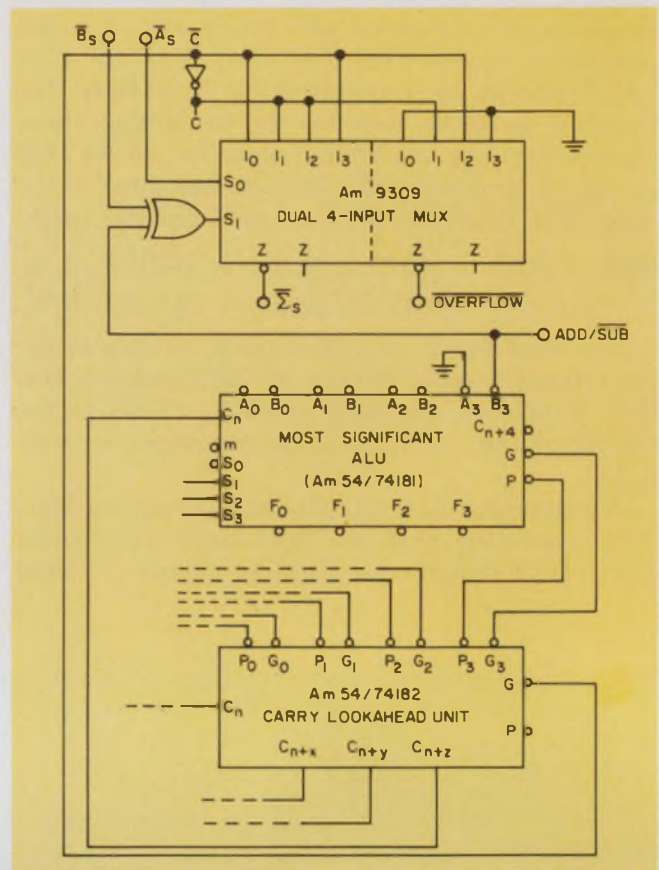 B̅S A̅S C̅
C
I0 I1 I2 I3 I0 I1 I2 I3
S0
Am 9309
S1
DUAL 4-INPUT MUX
Z Z Z Z
Σ̅S
O̅V̅E̅R̅F̅L̅O̅W̅
ADD/S̅U̅B̅
A0 B0 A1 B1 A2 B2 A3 B3
Cn
Cn+4
MOST SIGNIFICANT
m
ALU
G
S0
(Am 54/74181)
P
S1
S2
S3
F0 F1 F2 F3
P0 G0 P1 G1 P2 G2 P3 G3
G
Am 54/74182
Cn
CARRY LOOKAHEAD UNIT
P
Cn+x Cn+y Cn+z